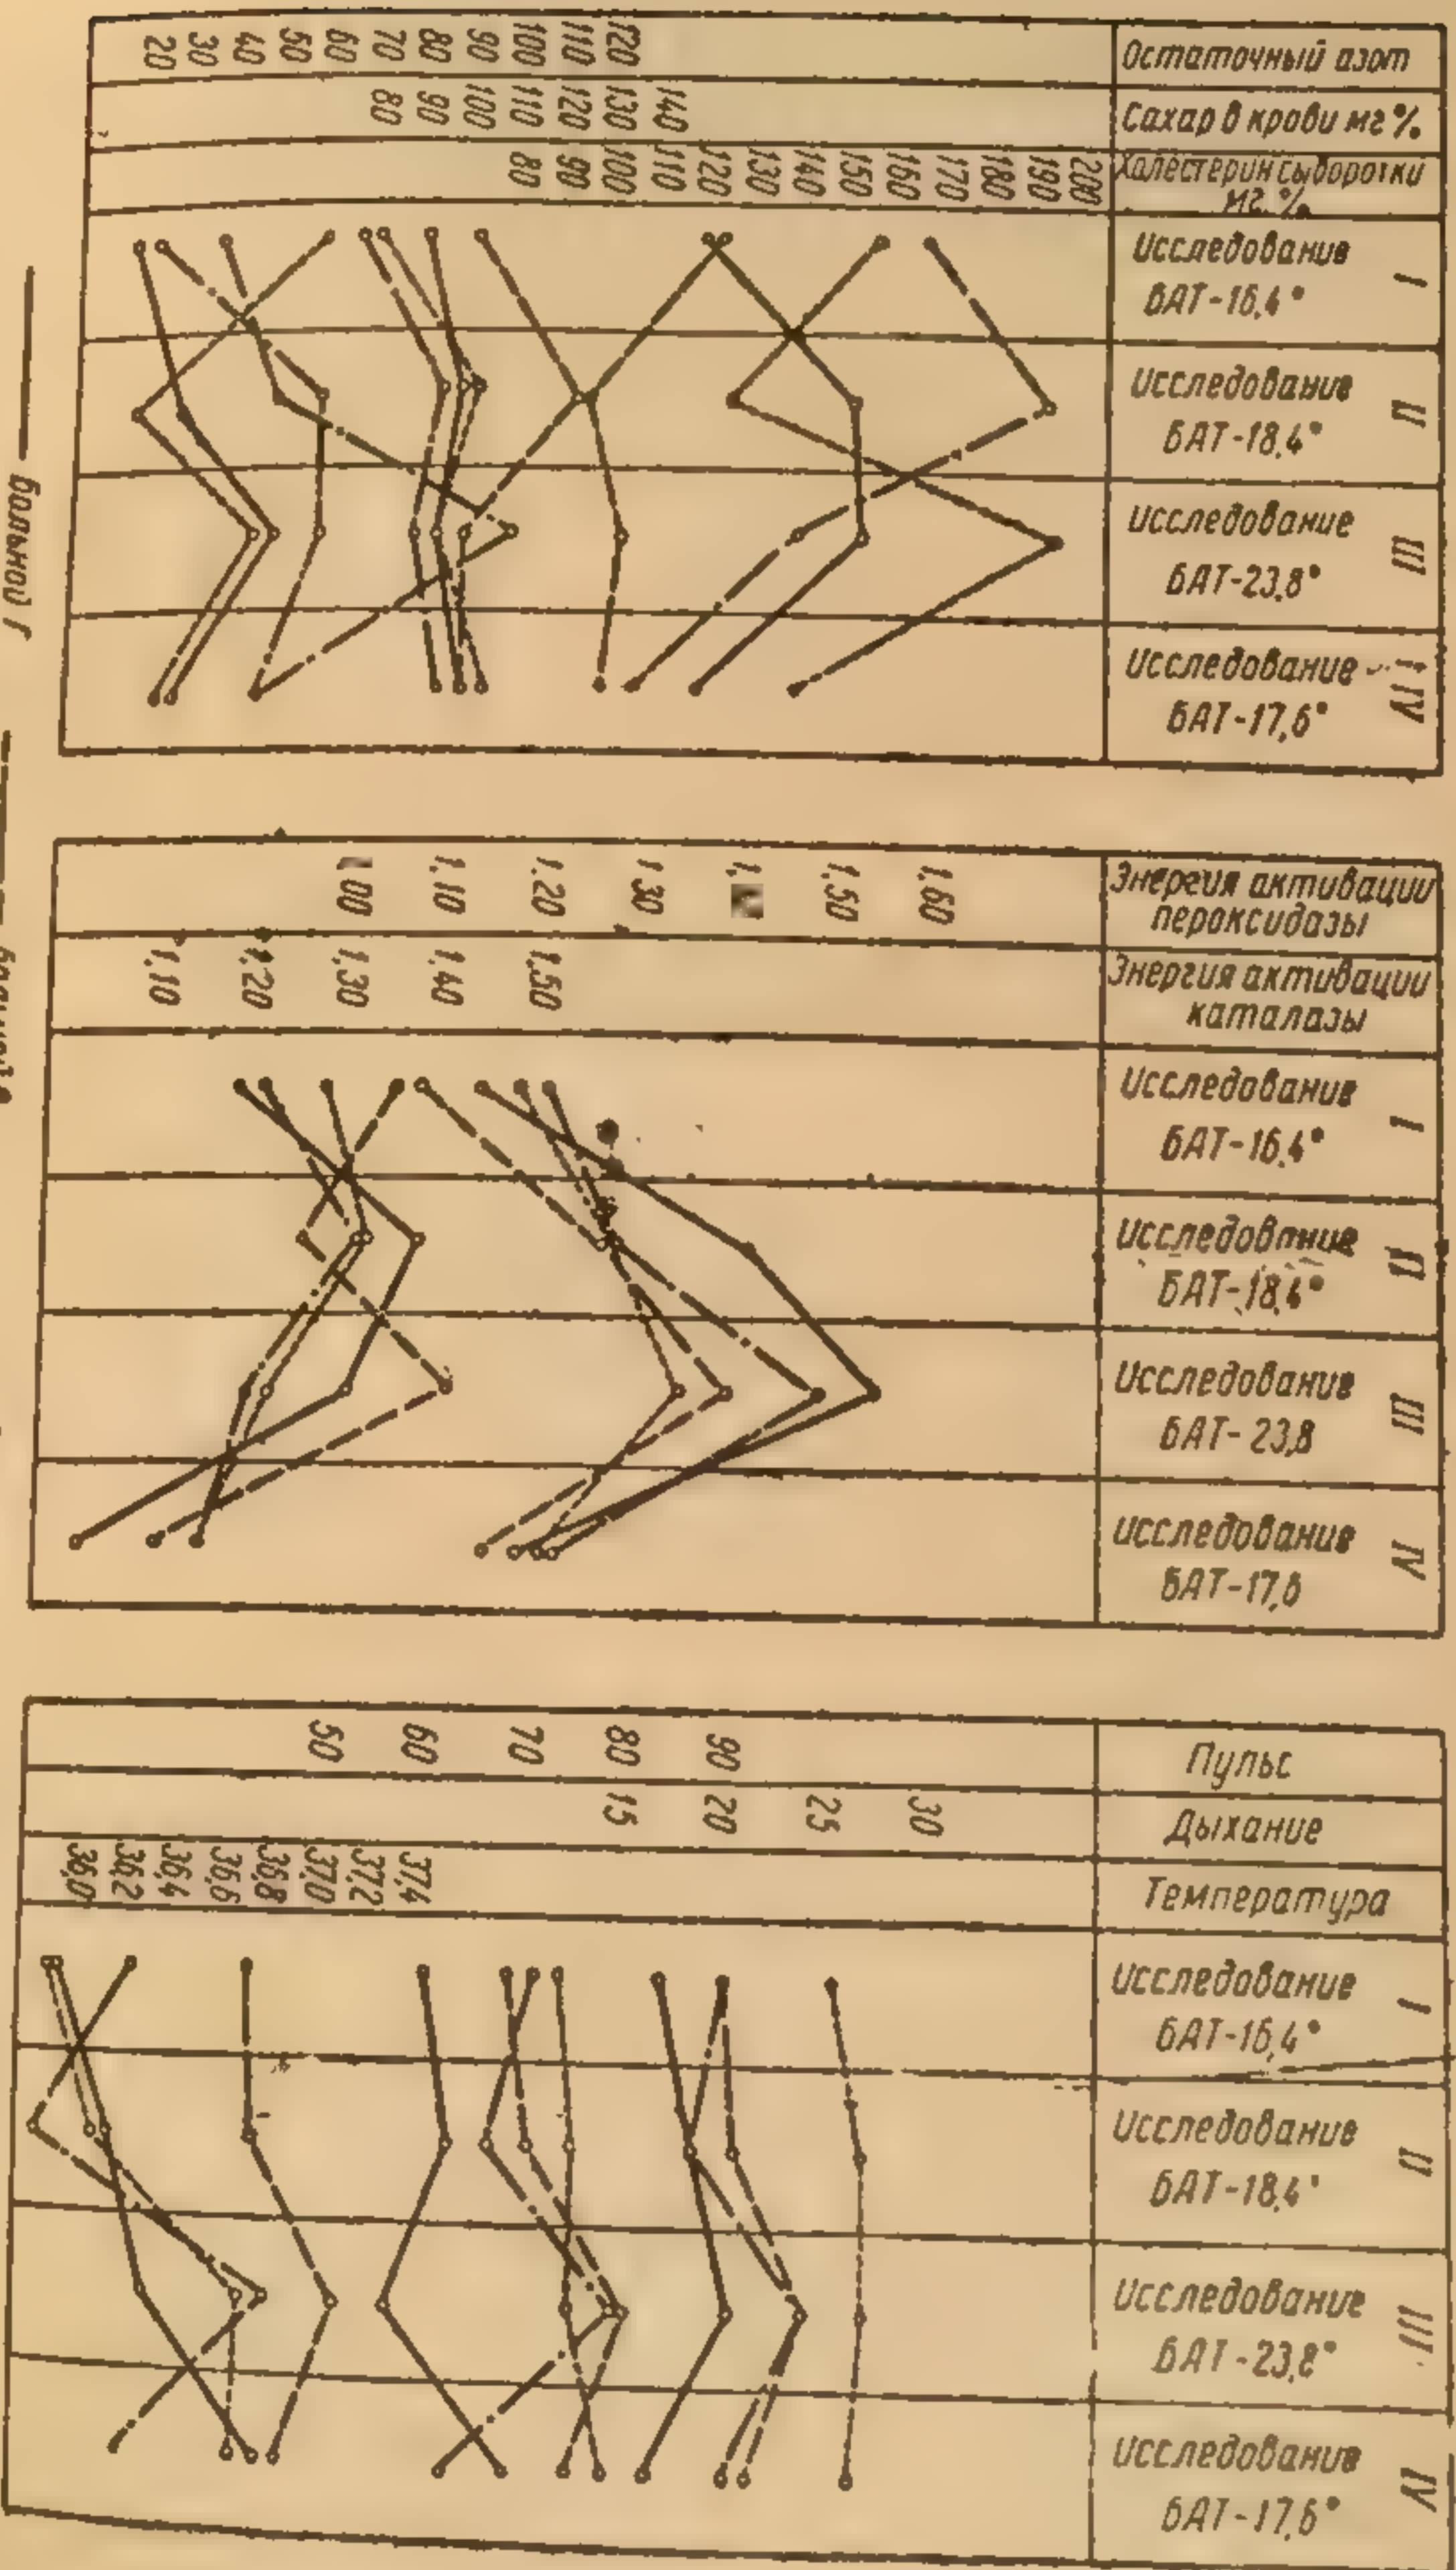 Остаточный азот
20 30 40 50 60 70 80 90 100 110 120
Сахар в крови мг%
80 90 100 110 120 130 140
Халестерин сыворотки
мг.%
80 90 100 110 120 130 140 150 160 170 180 190 200
Исследование I
БАТ-16,4°
Исследование II
БАТ-18,4°
Исследование III
БАТ-23,8°
Исследование IV
БАТ-17,6°
больной Г
Энергия активации
пероксидазы
1,00 1,10 1.20 1 30 1,50 1,60
Энергия активации
каталазы
1,10 1,20 1,30 1,40 1,50
Исследование I
БАТ-16.4°
Исследование II
БАТ-18,4°
Исследование III
БАТ-23,8
Исследование IV
БАТ-17,6
Пульс
50 60 70 80 90
Дыхание
15 20 25 30
Температура
36,0 36,2 36,4 36,6 36,8 37,0 37,2 37,4
Исследование I
БАТ-16,4°
Исследование II
БАТ-18,4°
Исследование III
БАТ-23,8°
Исследование IV
БАТ-17,6°